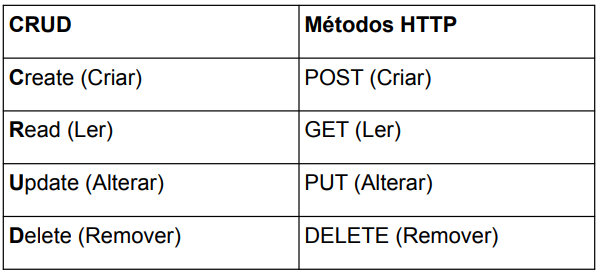 CRUD Métodos HTTP
Create (Criar) POST (Criar)
Read (Ler) GET (Ler)
Update (Alterar) PUT (Alterar)
Delete (Remover) DELETE (Remover)